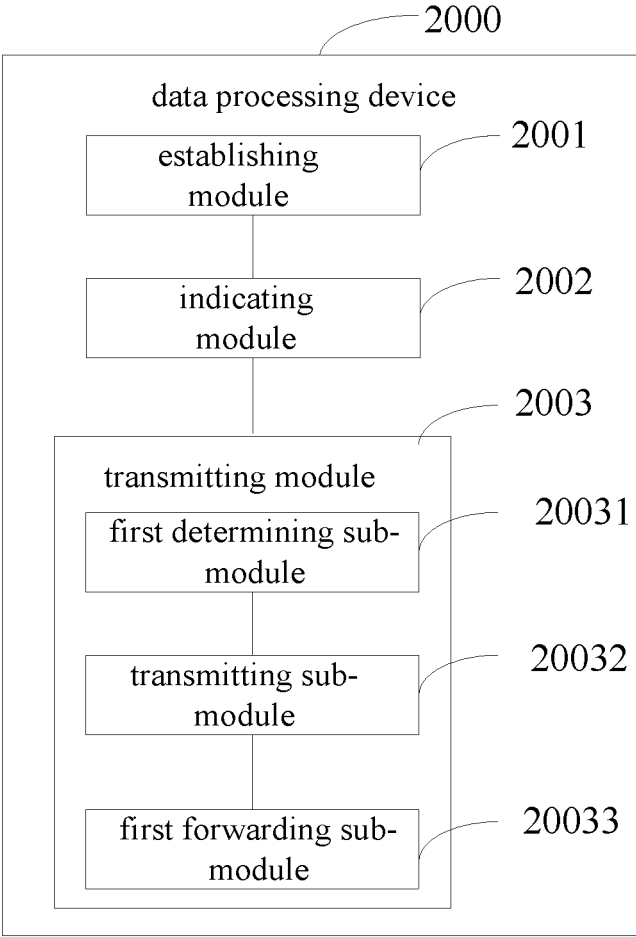 2000
data processing device
2001
establishing
module
2002
indicating
module
2003
transmitting module
20031
first determining sub-
module
20032
transmitting sub-
module
20033
first forwarding sub-
module